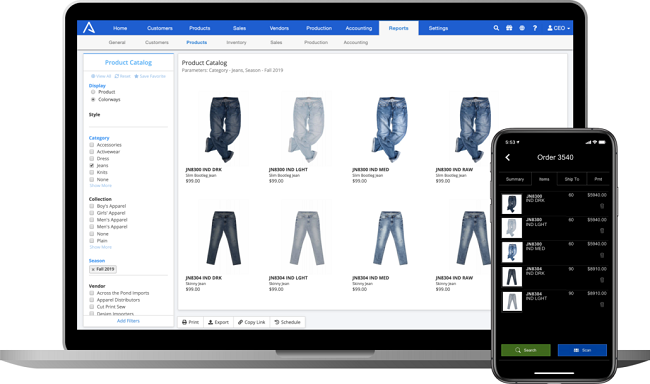 Home Customers Products Sales Vendors Production Accounting Reports Settings CEO
General Customers Products Inventory Sales Production Accounting
Product Catalog
View All Reset Save Favorite
Display
Product
Colorways
Style
Category
Accessories
Activewear
Dress
Jeans
Knits
None
Show More
Collection
Boy's Apparel
Girls' Apparel
Men's Apparel
Men's Apparel
None
Plain
Show More
Season
Fall 2019
Vendor
Across the Pond Imports
Apparel Distributors
Cut Print Sew
Design Importers
Add Filters
Product Catalog
Parameters: Category - Jeans, Season - Fall 2019
JN8300 IND DRK
Slim Bootleg Jean
$99.00
JN8300 IND LGHT
Slim Bootleg Jean
$99.00
JN8300 IND MED
Slim Bootleg Jean
$99.00
JN8300 IND RAW
Slim Bootleg Jean
$99.00
JN8304 IND DRK
Skinny Jean
$99.00
JN8304 IND LGHT
Skinny Jean
$99.00
JN8304 IND MED
Skinny Jean
$99.00
JN8304 IND RAW
Skinny Jean
$99.00
Print Export Copy Link Schedule
5:53
Order 3540
Summary Items Ship To Print
JN8300 60 $5940.00
IND DRK
JN8300 60 $5940.00
IND LGHT
JN8300 60 $5940.00
IND MED
JN8304 90 $8910.00
IND DRK
JN8304 90 $8910.00
IND LGHT
Search Scan